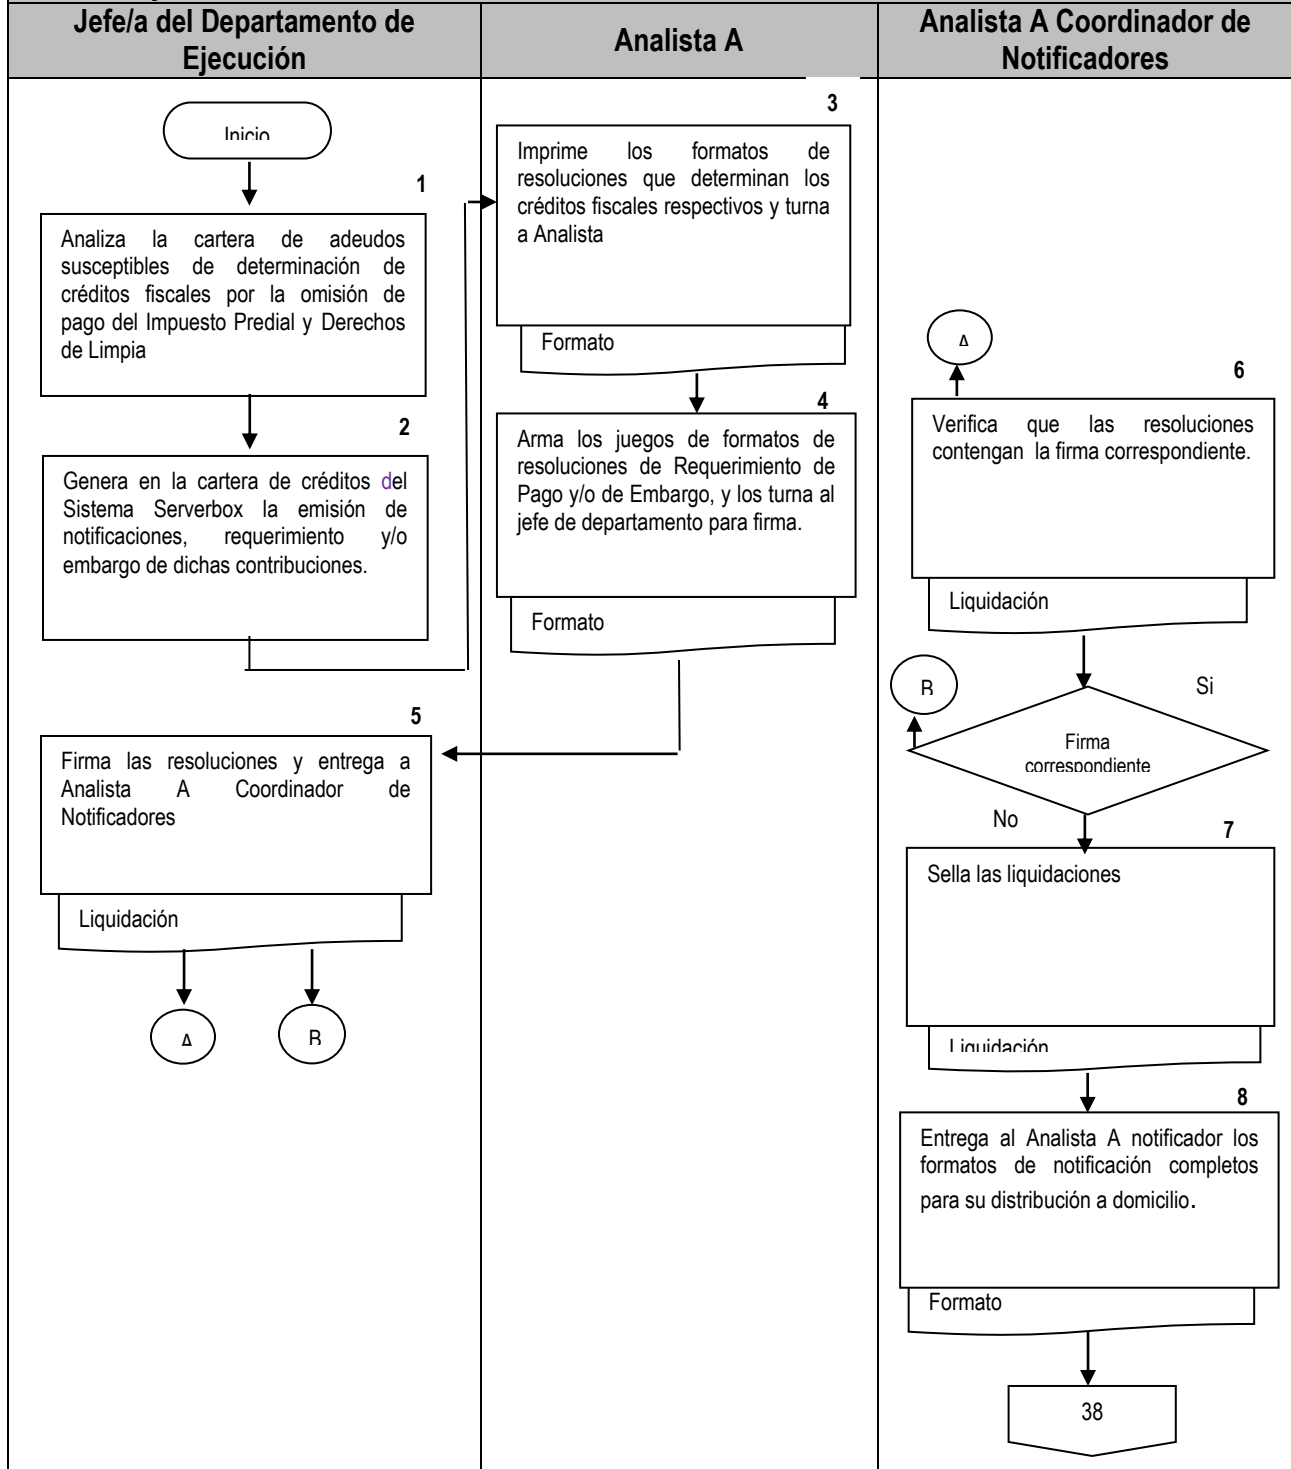 Jefe/a del Departamento de
Ejecución
Analista A
Analista A Coordinador de
Notificadores
Inicio
1
Analiza la cartera de adeudos
susceptibles de determinación de
créditos fiscales por la omisión de
pago del Impuesto Predial y Derechos
de Limpia
2
Genera en la cartera de créditos del
Sistema Serverbox la emisión de
notificaciones, requerimiento y/o
embargo de dichas contribuciones.
5
Firma las resoluciones y entrega a
Analista A Coordinador de
Notificadores
Liquidación
A
B
3
Imprime los formatos de
resoluciones que determinan los
créditos fiscales respectivos y turna
a Analista
Formato
4
Arma los juegos de formatos de
resoluciones de Requerimiento de
Pago y/o de Embargo, y los turna al
jefe de departamento para firma.
Formato
A
6
Verifica que las resoluciones
contengan la firma correspondiente.
Liquidación
B
Si
Firma
correspondiente
No
7
Sella las liquidaciones
Liquidación
8
Entrega al Analista A notificador los
formatos de notificación completos
para su distribución a domicilio.
Formato
38